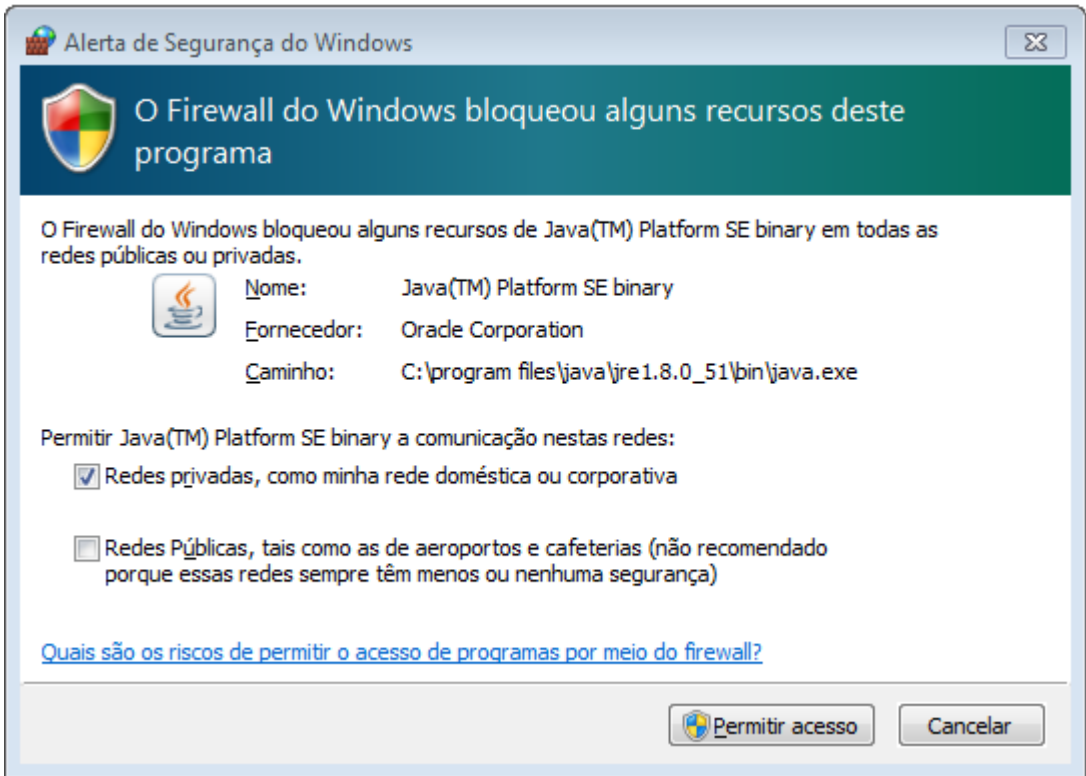 Alerta de Segurança do Windows
O Firewall do Windows bloqueou alguns recursos deste
programa
O Firewall do Windows bloqueou alguns recursos de Java(TM) Platform SE binary em todas as
redes públicas ou privadas.
Nome: Java(TM) Platform SE binary
Fornecedor: Oracle Corporation
Caminho: C:\program files\java\jre1.8.0_51\bin\java.exe
Permitir Java(TM) Platform SE binary a comunicação nestas redes:
Redes privadas, como minha rede doméstica ou corporativa
Redes Públicas, tais como as de aeroportos e cafeterias (não recomendado
porque essas redes sempre têm menos ou nenhuma segurança)
Quais são os riscos de permitir o acesso de programas por meio do firewall?
Permitir acesso Cancelar